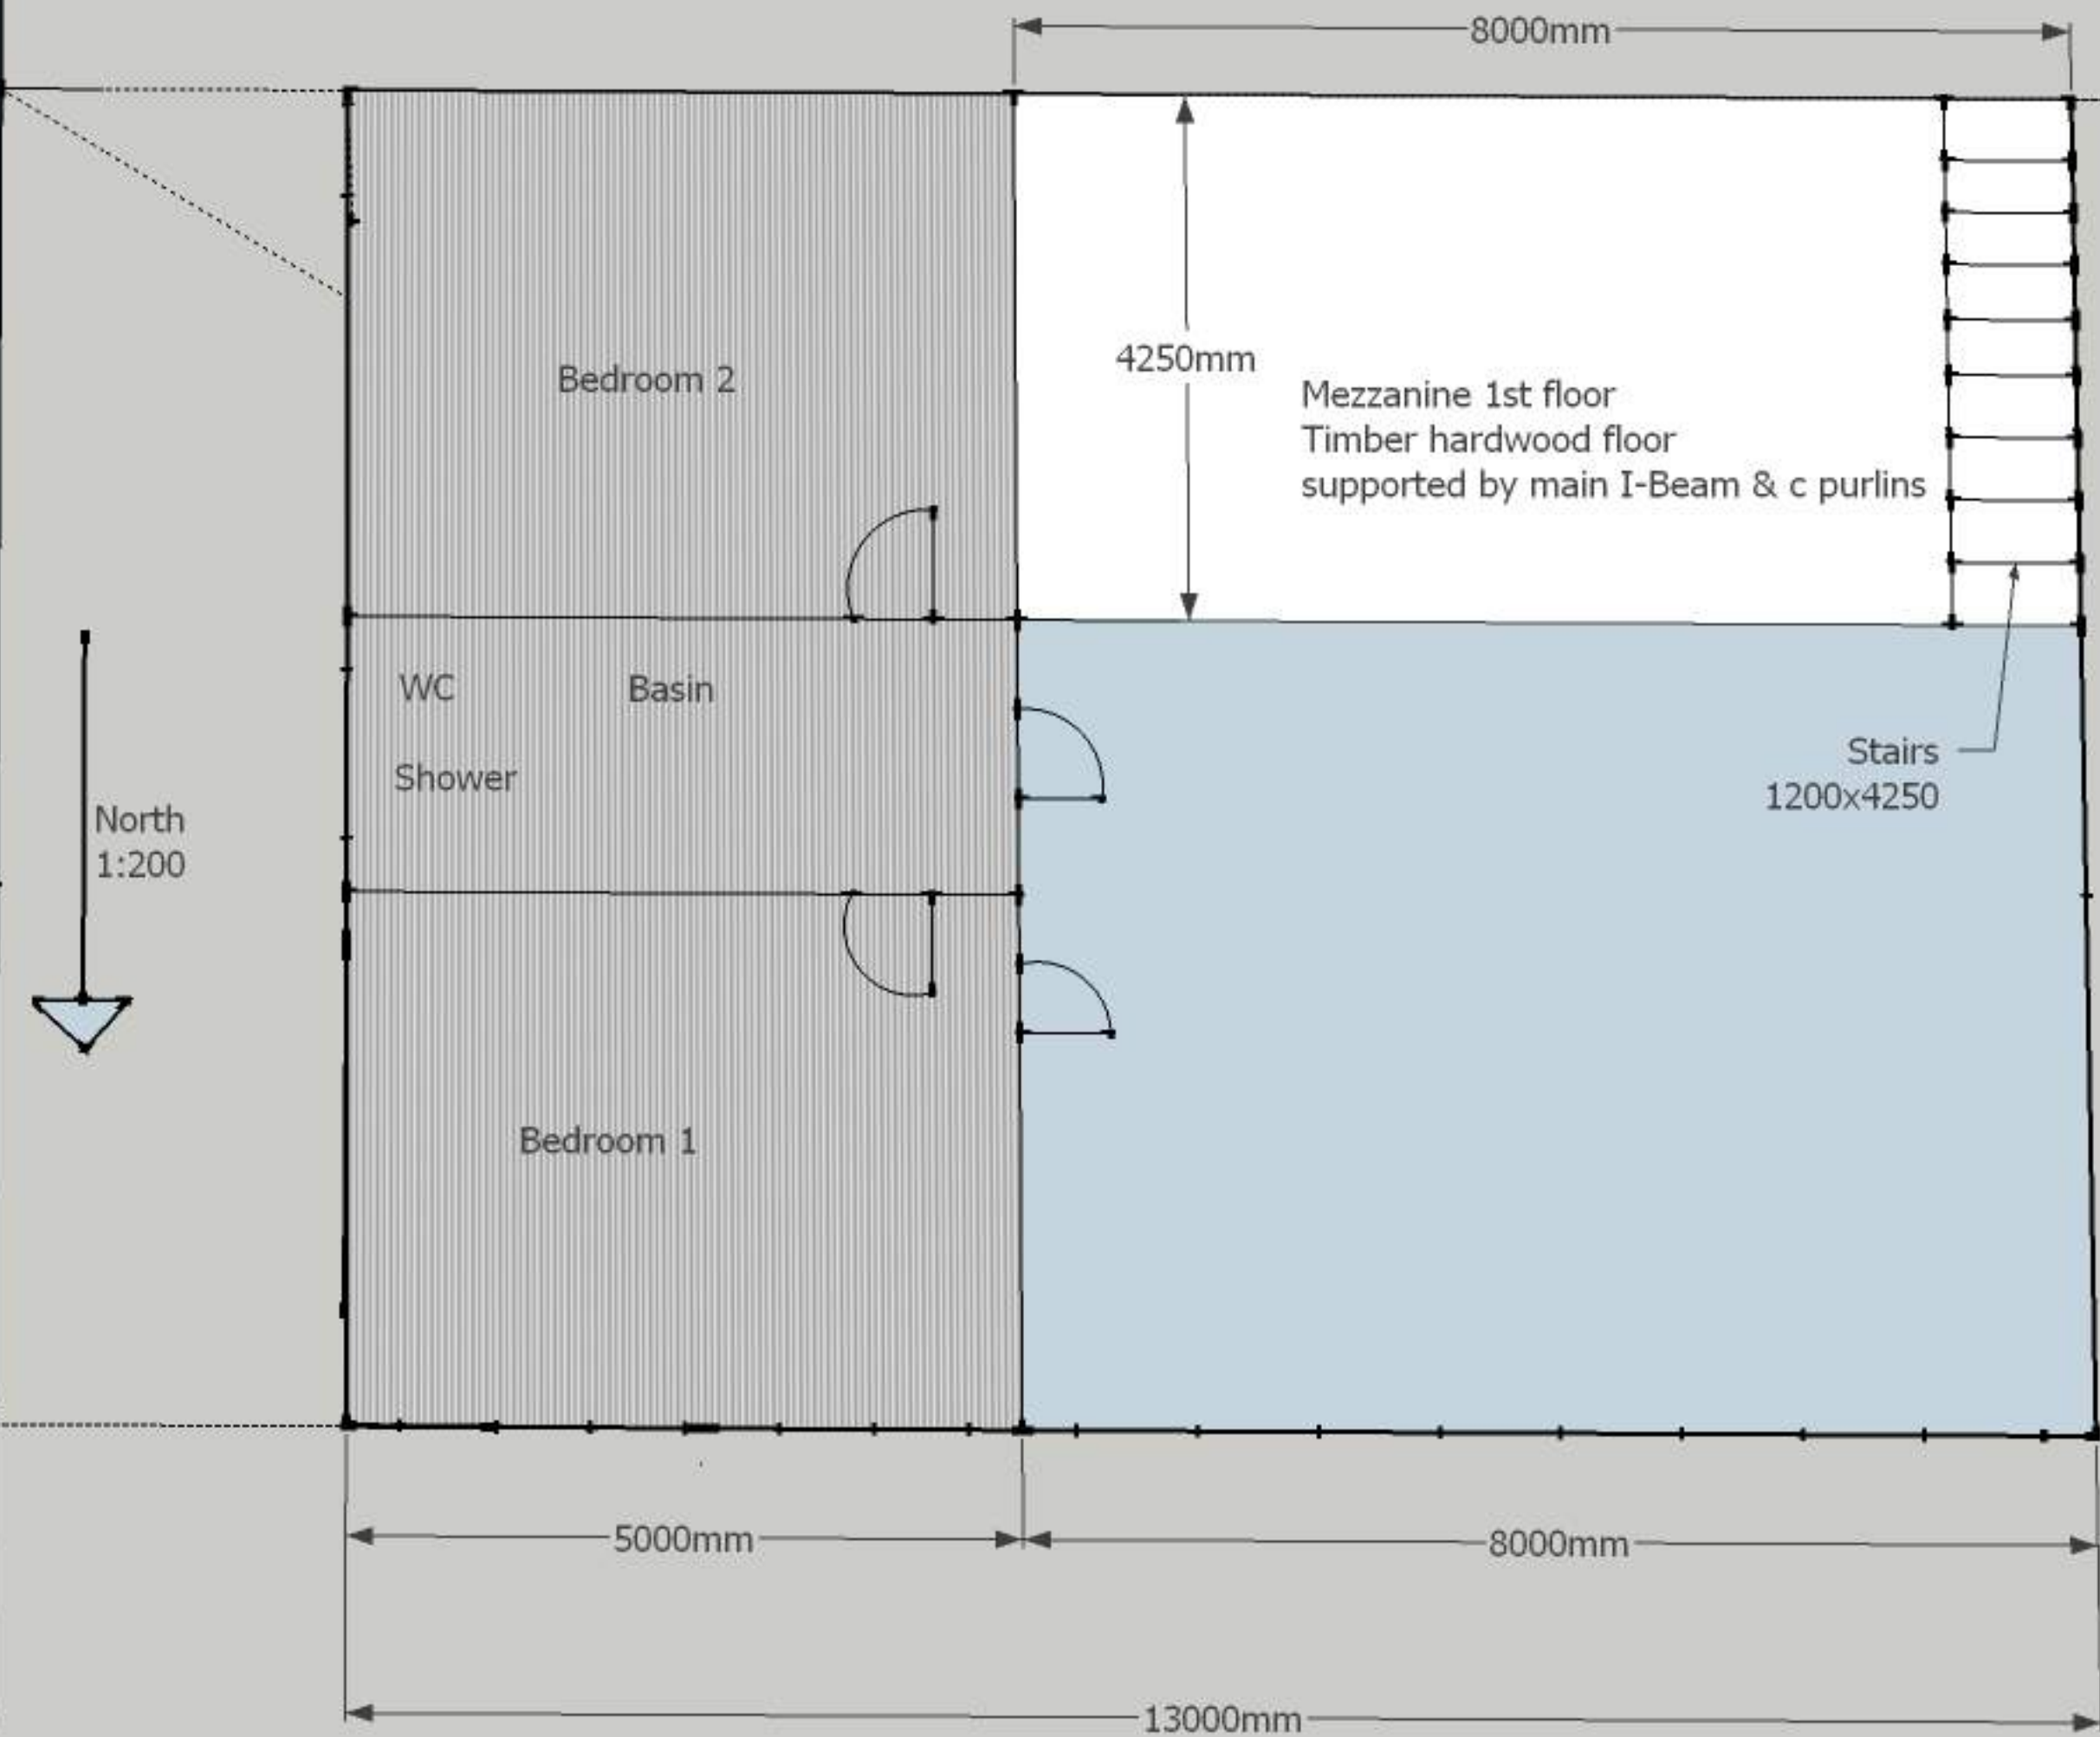 8000mm
4250mm
Bedroom 2
Mezzanine 1st floor
Timber hardwood floor
supported by main I-Beam & c purlins
WC
Basin
Shower
Stairs
1200x4250
North
1:200
Bedroom 1
5000mm
8000mm
13000mm